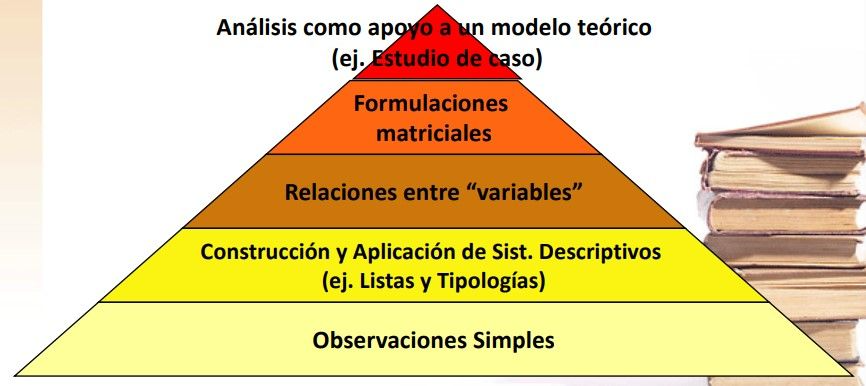 Análisis como apoyo a un modelo teórico
(ej. Estudio de caso)
Formulaciones
matriciales
Relaciones entre “variables”
Construcción y Aplicación de Sist. Descriptivos
(ej. Listas y Tipologías)
Observaciones Simples